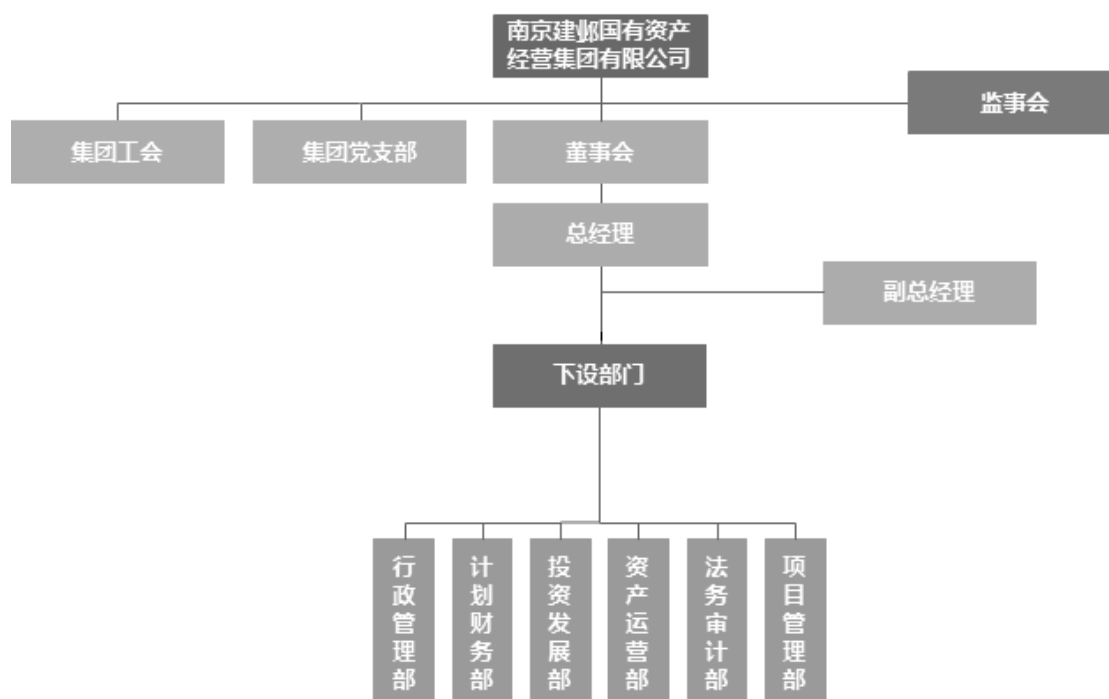 南京建邺国有资产
经营集团有限公司
监事会
集团工会
集团党支部
董事会
总经理
副总经理
下设部门
行政管理部
计划财务部
投资发展部
资产运营部
法务审计部
项目管理部